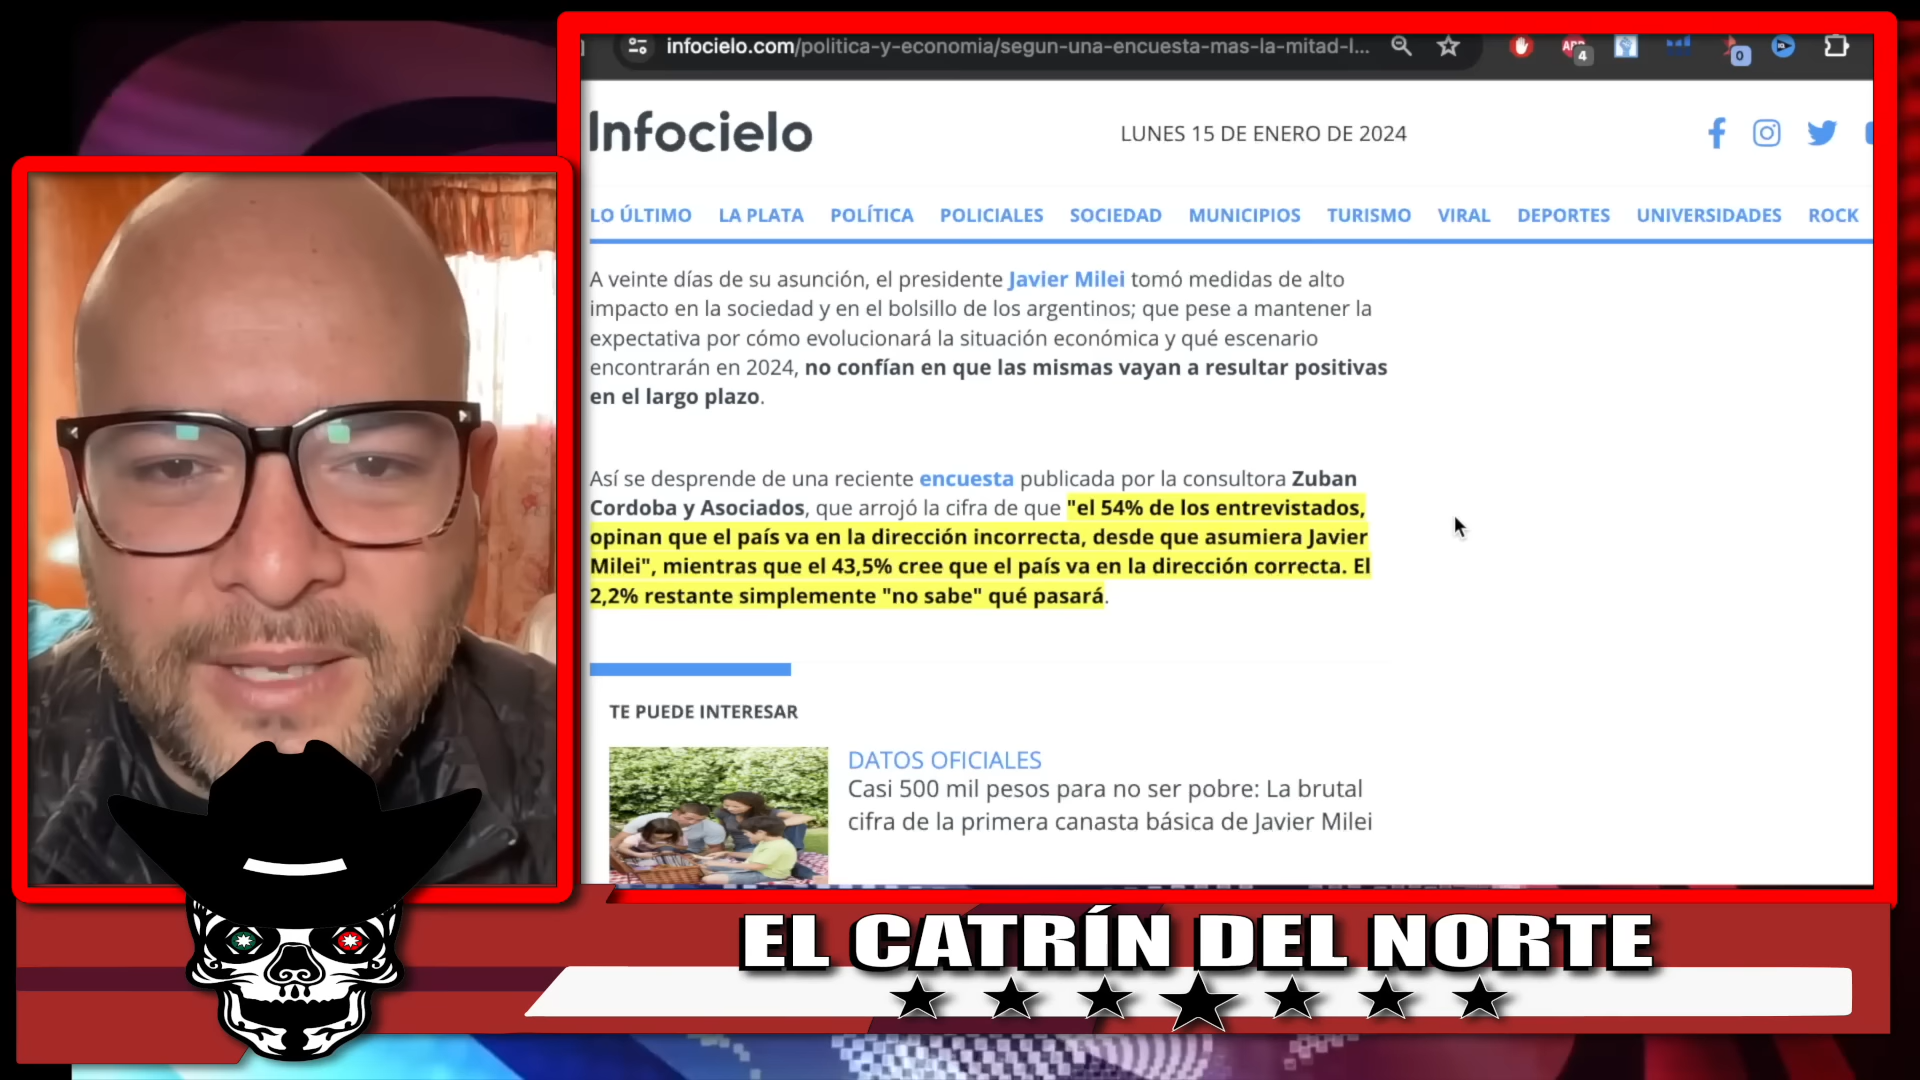 infocielo.com/politica-y-economia/segun-una-encuesta-mas-la-mitad-l...
4
0
Infocielo
LUNES 15 DE ENERO DE 2024
LO ÚLTIMO LA PLATA POLÍTICA POLICIALES SOCIEDAD MUNICIPIOS TURISMO VIRAL DEPORTES UNIVERSIDADES ROCK
A veinte días de su asunción, el presidente Javier Milei tomó medidas de alto
impacto en la sociedad y en el bolsillo de los argentinos; que pese a mantener la
expectativa por cómo evolucionará la situación económica y qué escenario
encontrarán en 2024, no confían en que las mismas vayan a resultar positivas
en el largo plazo.
Así se desprende de una reciente encuesta publicada por la consultora Zuban
Cordoba y Asociados, que arrojó la cifra de que "el 54% de los entrevistados,
opinan que el país va en la dirección incorrecta, desde que asumiera Javier
Milei", mientras que el 43,5% cree que el país va en la dirección correcta. El
2,2% restante simplemente "no sabe" qué pasará.
TE PUEDE INTERESAR
DATOS OFICIALES
Casi 500 mil pesos para no ser pobre: La brutal
cifra de la primera canasta básica de Javier Milei
EL CATRÍN DEL NORTE